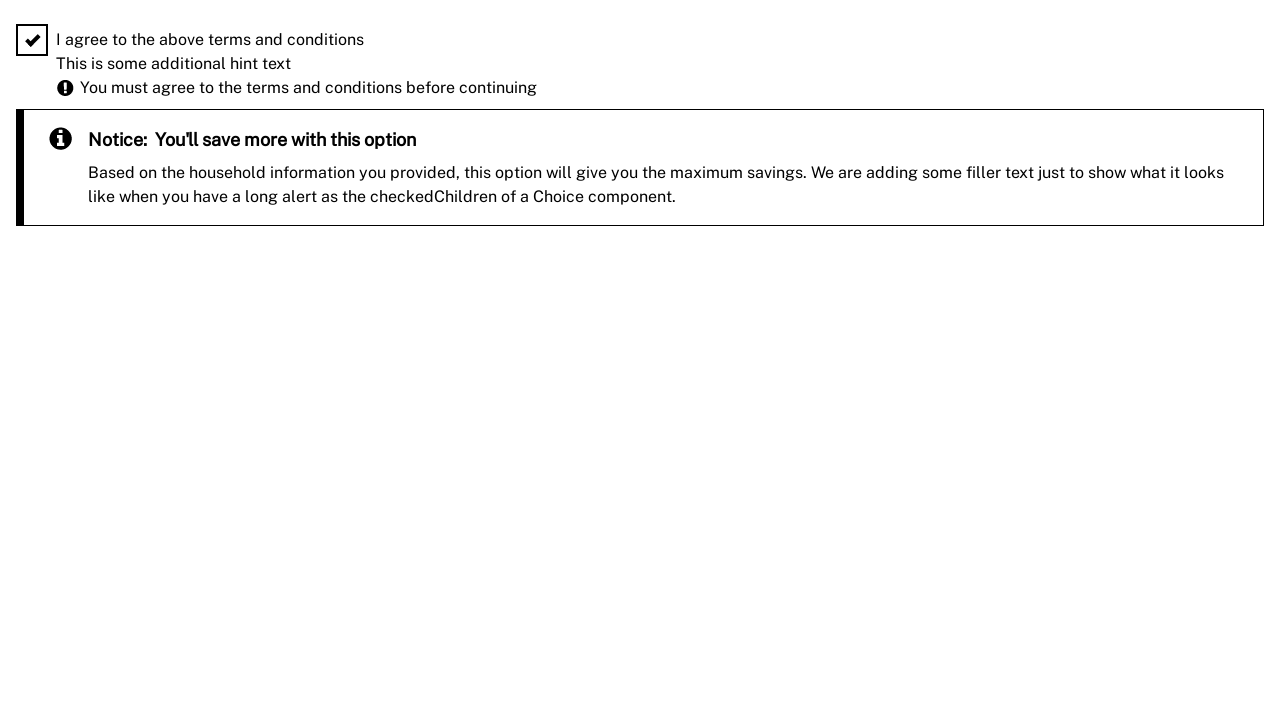 I agree to the above terms and conditions
This is some additional hint text
You must agree to the terms and conditions before continuing
Notice: You'll save more with this option
Based on the household information you provided, this option will give you the maximum savings. We are adding some filler text just to show what it looks
like when you have a long alert as the checkedChildren of a Choice component.